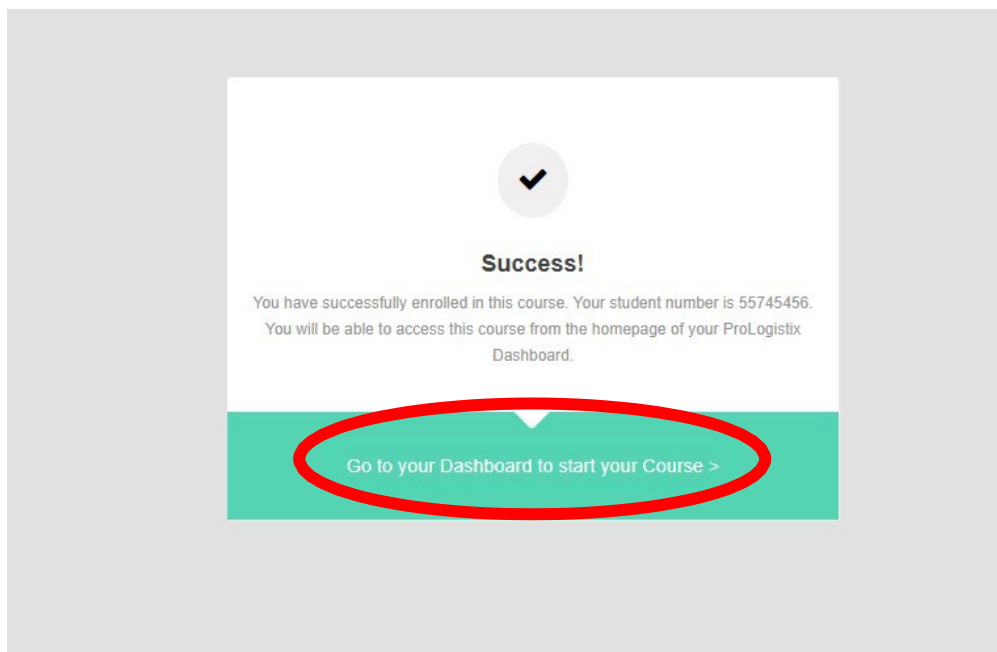 Success!
You have successfully enrolled in this course. Your student number is 55745456.
You will be able to access this course from the homepage of your ProLogistix
Dashboard.
Go to your Dashboard to start your Course >